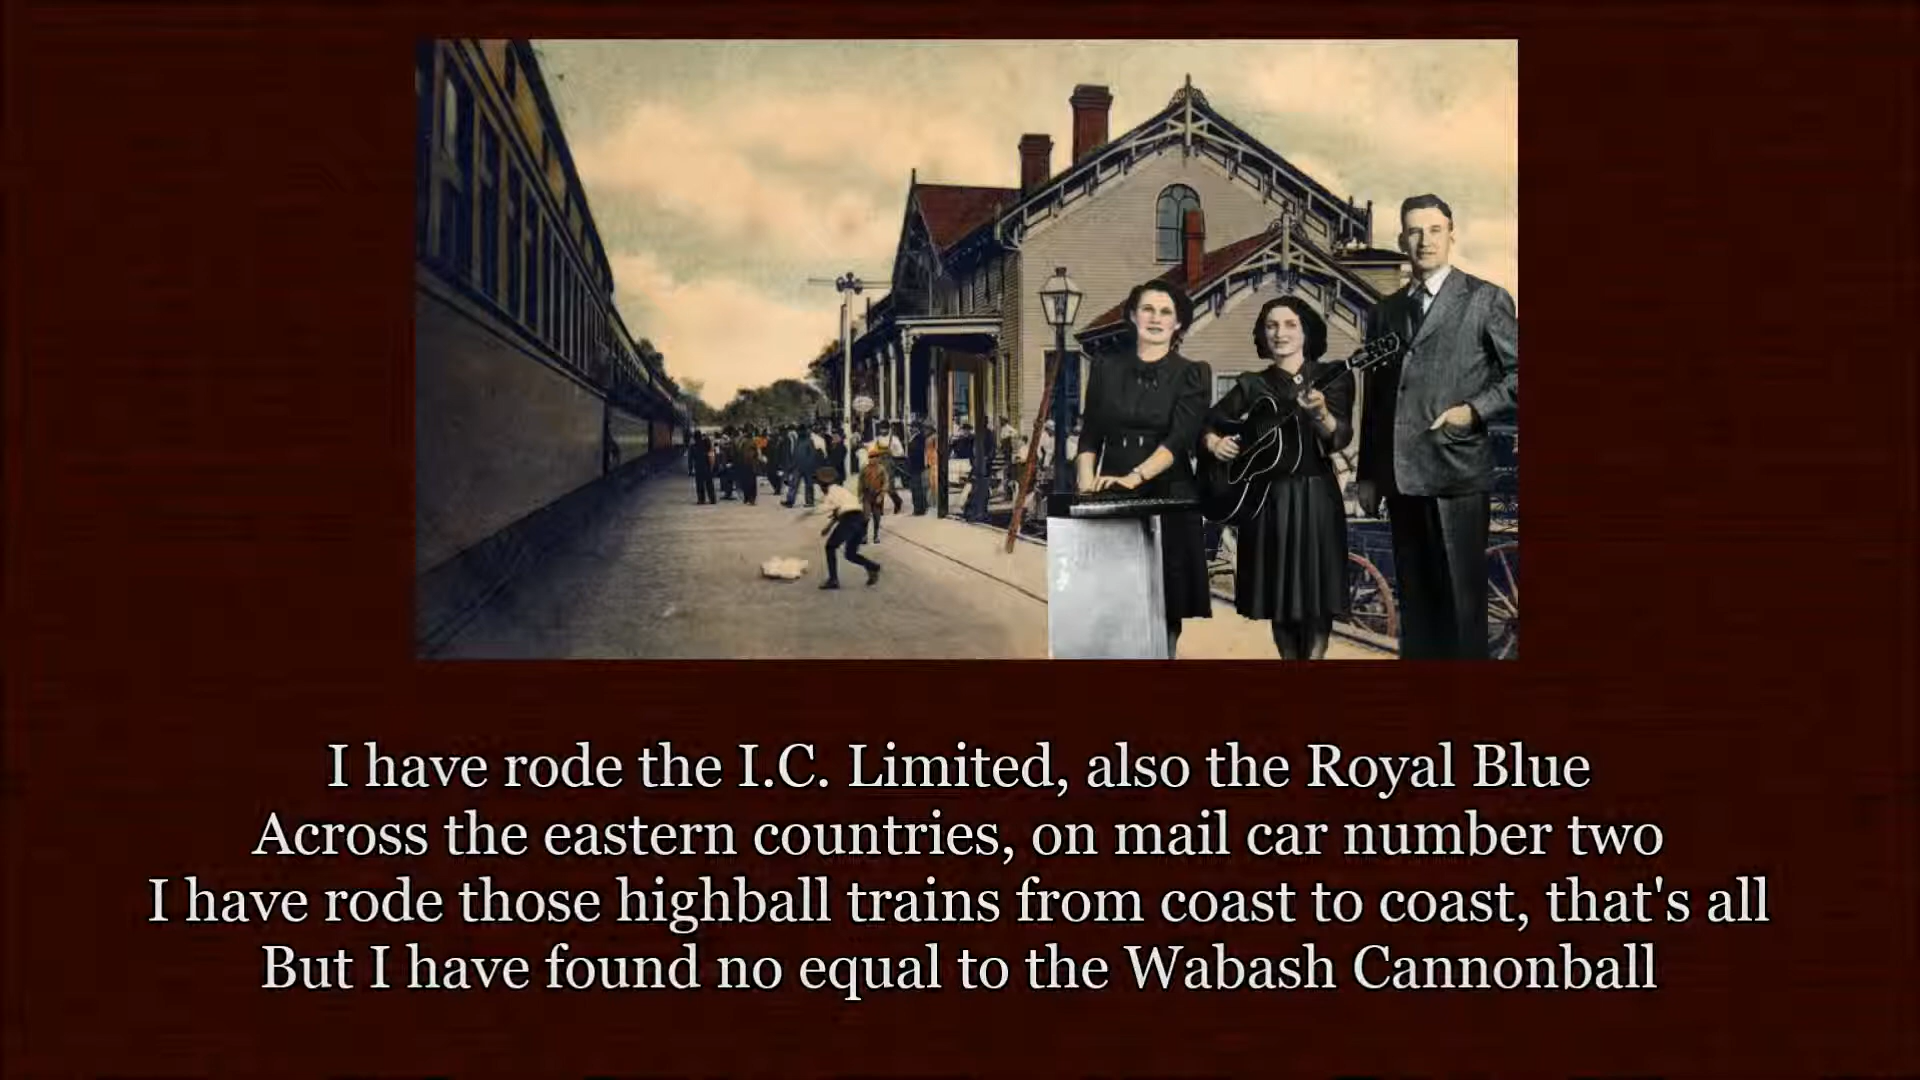 I have rode the I.C. Limited, also the Royal Blue
Across the eastern countries, on mail car number two
I have rode those highball trains from coast to coast, that's all
But I have found no equal to the Wabash Cannonball